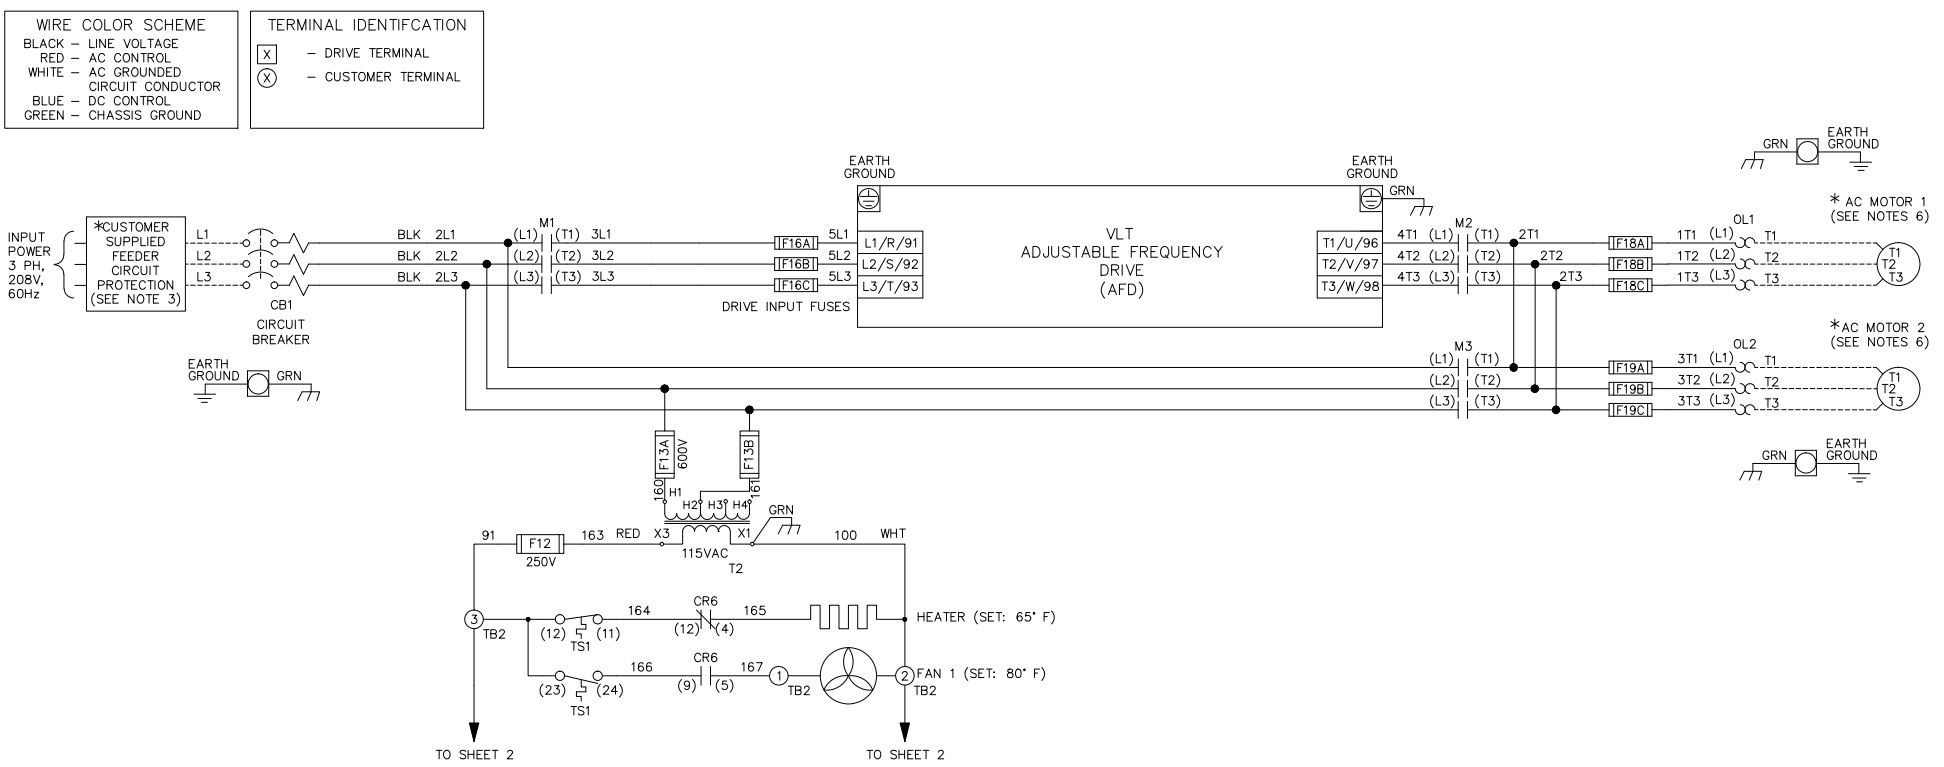 WIRE COLOR SCHEME
BLACK – LINE VOLTAGE
RED – AC CONTROL
WHITE – AC GROUNDED
CIRCUIT CONDUCTOR
BLUE – DC CONTROL
GREEN – CHASSIS GROUND
TERMINAL IDENTIFCATION
X – DRIVE TERMINAL
X – CUSTOMER TERMINAL
INPUT
POWER
3 PH,
208V,
60Hz
*CUSTOMER
SUPPLIED
FEEDER
CIRCUIT
PROTECTION
(SEE NOTE 3)
L1
L2
L3
CB1
CIRCUIT
BREAKER
EARTH
GROUND
GRN
BLK 2L1
BLK 2L2
BLK 2L3
M1
(L1) (T1) 3L1
(L2) (T2) 3L2
(L3) (T3) 3L3
F16A 5L1
F16B 5L2
F16C 5L3
DRIVE INPUT FUSES
EARTH
GROUND
L1/R/91
L2/S/92
L3/T/93
VLT
ADJUSTABLE FREQUENCY
DRIVE
(AFD)
EARTH
GROUND
GRN
T1/U/96
T2/V/97
T3/W/98
M2
4T1 (L1) (T1) 2T1
4T2 (L2) (T2) 2T2
4T3 (L3) (T3) 2T3
F18A 1T1 (L1)
F18B 1T2 (L2)
F18C 1T3 (L3)
OL1
T1
T2
T3
T1
T2
T3
GRN
EARTH
GROUND
* AC MOTOR 1
(SEE NOTES 6)
M3
(L1) (T1)
(L2) (T2)
(L3) (T3)
F19A 3T1 (L1)
F19B 3T2 (L2)
F19C 3T3 (L3)
OL2
T1
T2
T3
T1
T2
T3
*AC MOTOR 2
(SEE NOTES 6)
GRN
EARTH
GROUND
F13A
600V
F13B
160
161
H1
H2 H3 H4
GRN
91
F12
250V
163 RED X3
X1
115VAC
T2
100 WHT
3
TB2
(12) (11)
TS1
164
CR6
(12) (4)
165
HEATER (SET: 65° F)
(23) (24)
TS1
166
CR6
(9) (5)
167
1
TB2
2
TB2
FAN 1 (SET: 80° F)
TO SHEET 2
TO SHEET 2